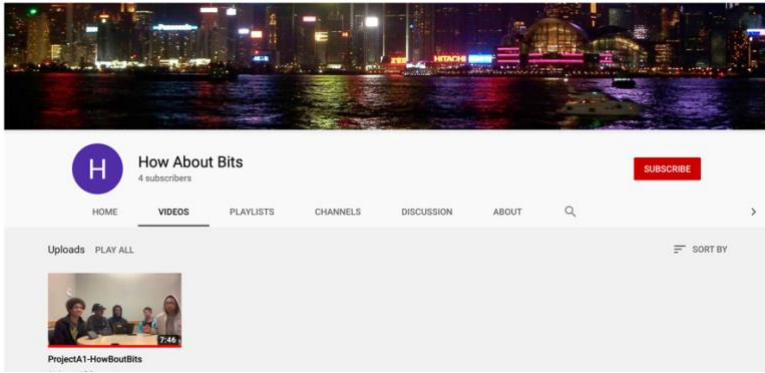 HITACHI
H
How About Bits
4 subscribers
SUBSCRIBE
HOME VIDEOS PLAYLISTS CHANNELS DISCUSSION ABOUT
Uploads PLAY ALL SORT BY
7:46
ProjectA1-HowBoutBits